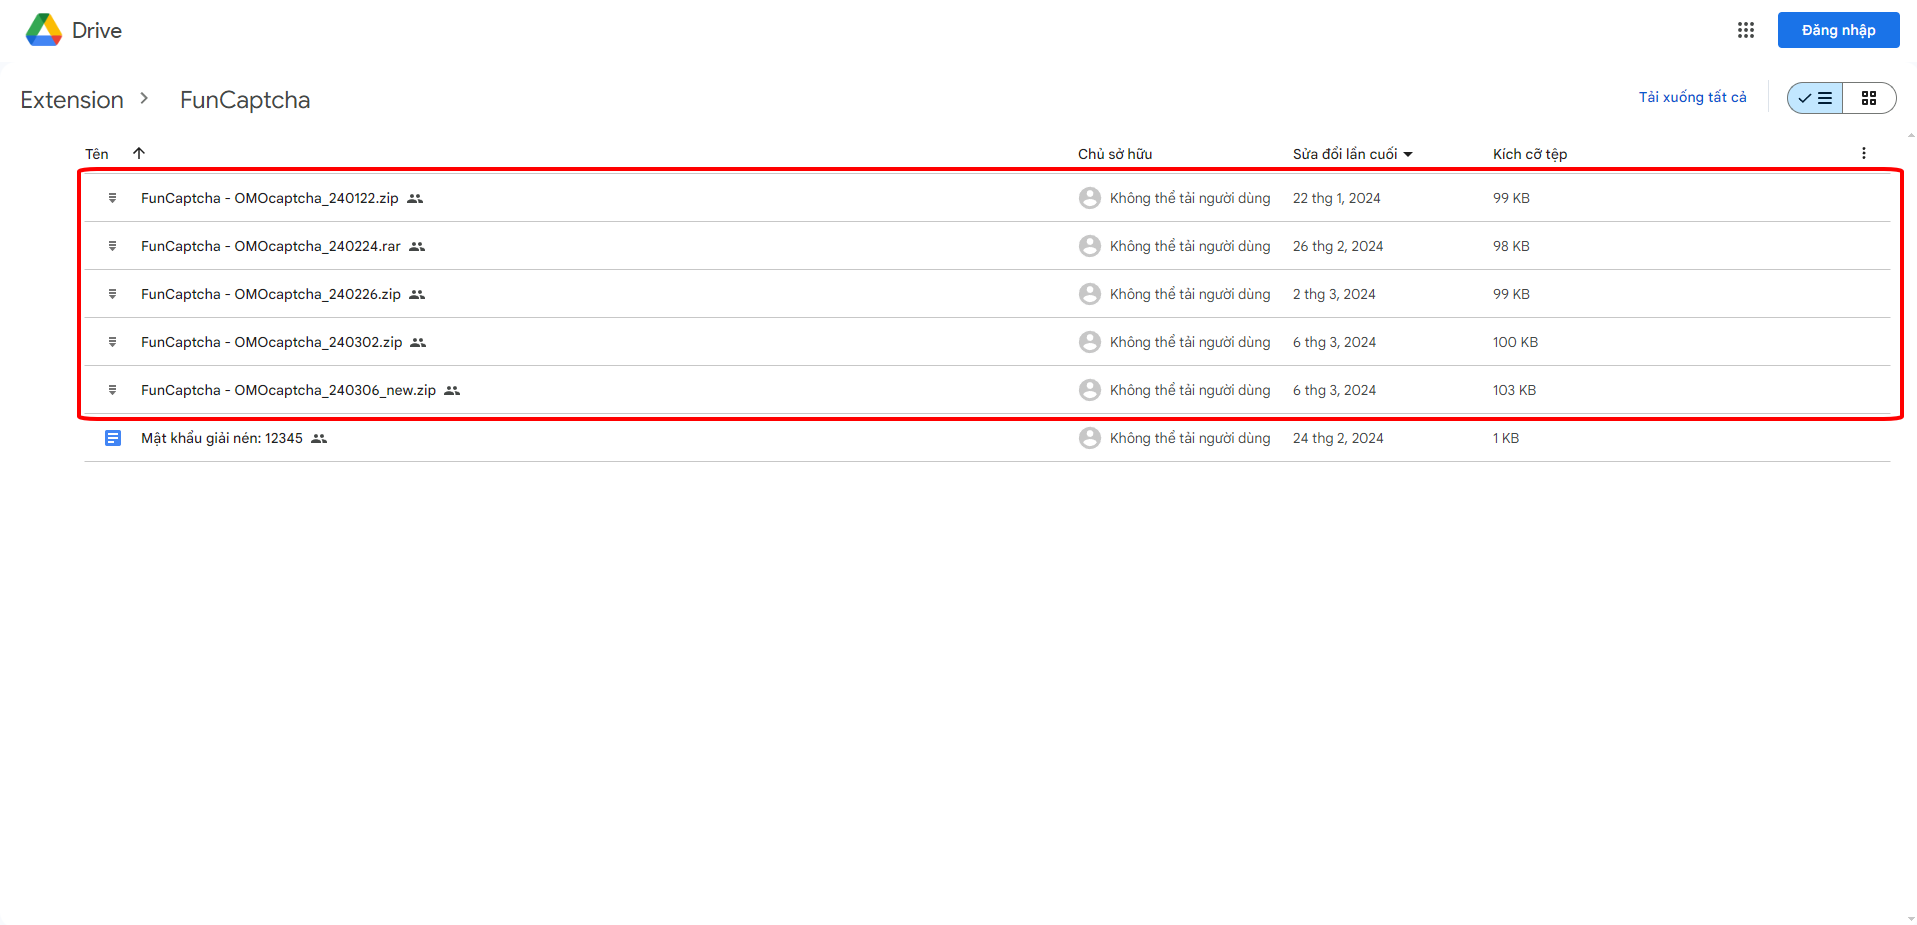 Drive
Đăng nhập
Extension > FunCaptcha
Tải xuống tất cả
Tên Chủ sở hữu Sửa đổi lần cuối Kích cỡ tệp
FunCaptcha - OMOcaptcha_240122.zip Không thể tải người dùng 22 thg 1, 2024 99 KB
FunCaptcha - OMOcaptcha_240224.rar Không thể tải người dùng 26 thg 2, 2024 98 KB
FunCaptcha - OMOcaptcha_240226.zip Không thể tải người dùng 2 thg 3, 2024 99 KB
FunCaptcha - OMOcaptcha_240302.zip Không thể tải người dùng 6 thg 3, 2024 100 KB
FunCaptcha - OMOcaptcha_240306_new.zip Không thể tải người dùng 6 thg 3, 2024 103 KB
Mật khẩu giải nén: 12345 Không thể tải người dùng 24 thg 2, 2024 1 KB